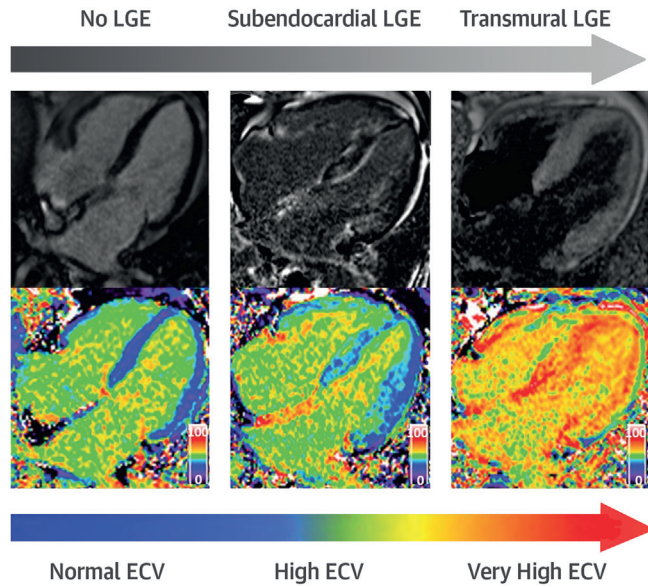 No LGE
Subendocardial LGE
Transmural LGE
100
0
100
0
100
0
Normal ECV
High ECV
Very High ECV